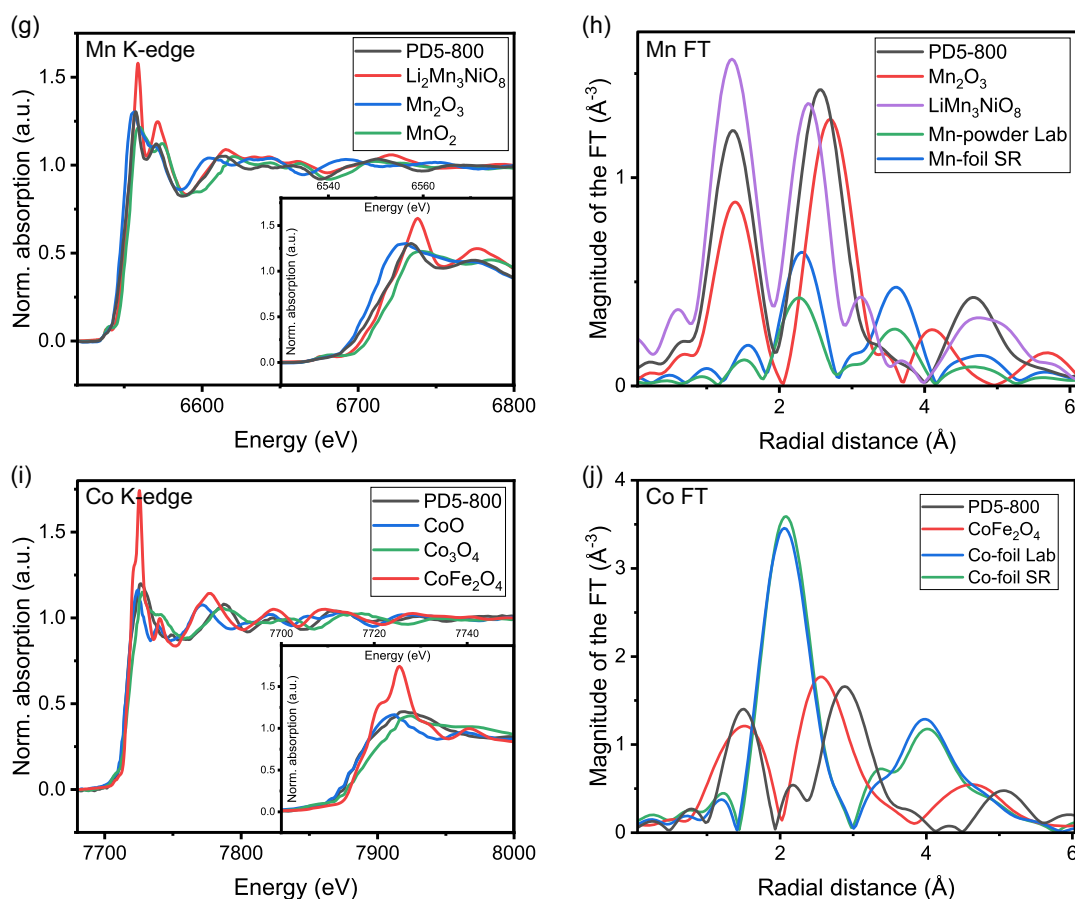 (g)
Mn K-edge
PD5-800
Li₂Mn₃NiO₈
Mn₂O₃
MnO₂
Norm. absorption (a.u.)
1.5
1.0
0.5
0.0
6600
6700
6800
Energy (eV)
6540
6560
Energy (eV)
Norm. absorption (a.u.)
1.5
1.0
0.5
0.0
(h)
Mn FT
PD5-800
Mn₂O₃
LiMn₃NiO₈
Mn-powder Lab
Mn-foil SR
Magnitude of the FT (Å⁻³)
1
0
2
4
6
Radial distance (Å)
(i)
Co K-edge
PD5-800
CoO
Co₃O₄
CoFe₂O₄
Norm. absorption (a.u.)
1.5
1.0
0.5
0.0
7700
7800
7900
8000
Energy (eV)
7700
7720
7740
Energy (eV)
Norm. absorption (a.u.)
1.5
1.0
0.5
0.0
(j)
Co FT
PD5-800
CoFe₂O₄
Co-foil Lab
Co-foil SR
Magnitude of the FT (Å⁻³)
4
3
2
1
0
2
4
6
Radial distance (Å)